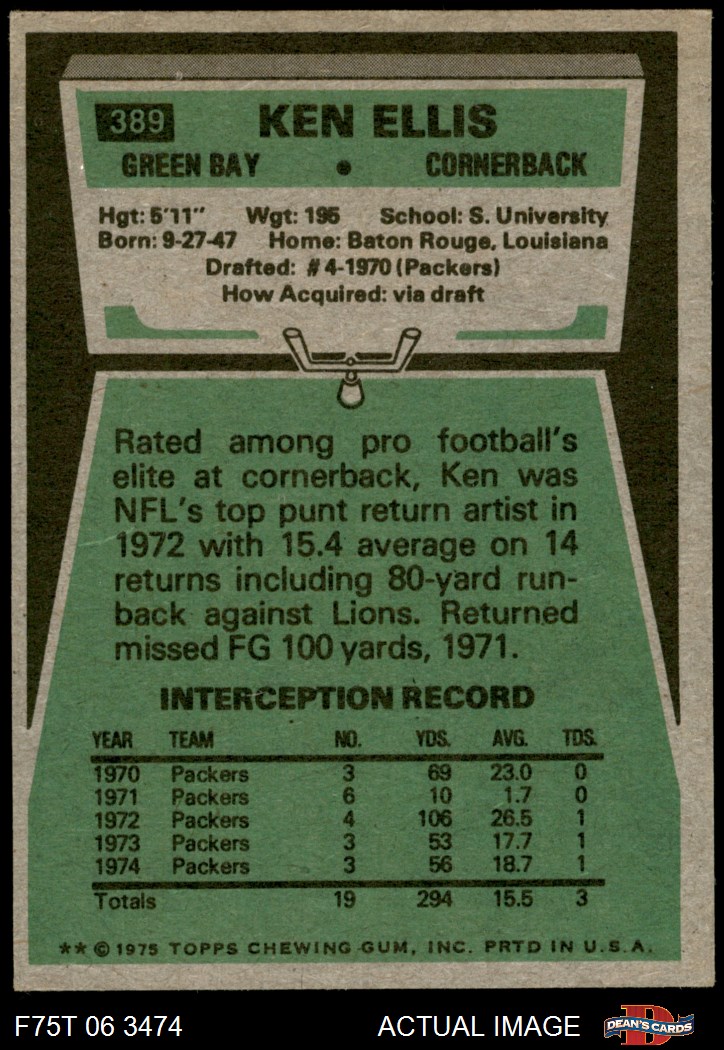 389 KEN ELLIS
GREEN BAY • CORNERBACK
Hgt: 5'11" Wgt: 195 School: S. University
Born: 9-27-47 Home: Baton Rouge, Louisiana
Drafted: #4-1970 (Packers)
How Acquired: via draft
Rated among pro football's
elite at cornerback, Ken was
NFL's top punt return artist in
1972 with 15.4 average on 14
returns including 80-yard run-
back against Lions. Returned
missed FG 100 yards, 1971.
INTERCEPTION RECORD
YEAR TEAM NO. YDS. AVG. TDS.
1970 Packers 3 69 23.0 0
1971 Packers 6 10 1.7 0
1972 Packers 4 106 26.5 1
1973 Packers 3 53 17.7 1
1974 Packers 3 56 18.7 1
Totals 19 294 15.5 3
** © 1975 TOPPS CHEWING GUM, INC. PRTD IN U.S.A.
F75T 06 3474 ACTUAL IMAGE D DEAN'S CARDS